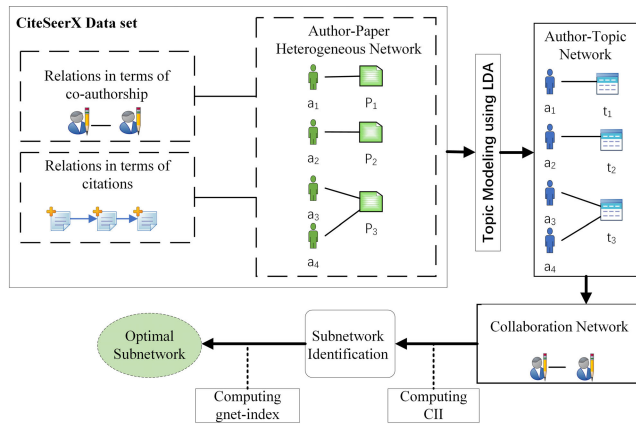 CiteSeerX Data set
Relations in terms of
co-authorship
Relations in terms of
citations
Author-Paper
Heterogeneous Network
a1
P1
a2
P2
a3
P3
a4
Topic Modeling using LDA
Author-Topic
Network
a1
t1
a2
t2
a3
t3
a4
Collaboration Network
Optimal
Subnetwork
Subnetwork
Identification
Computing
gnet-index
Computing
CII